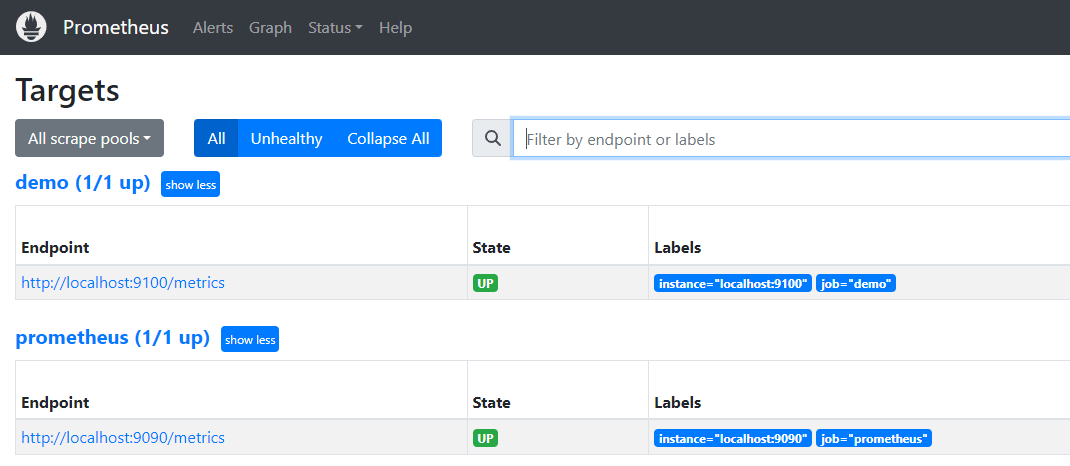 Prometheus Alerts Graph Status Help
Targets
All scrape pools All Unhealthy Collapse All Filter by endpoint or labels
demo (1/1 up) show less
Endpoint State Labels
http://localhost:9100/metrics UP instance="localhost:9100" job="demo"
prometheus (1/1 up) show less
Endpoint State Labels
http://localhost:9090/metrics UP instance="localhost:9090" job="prometheus"